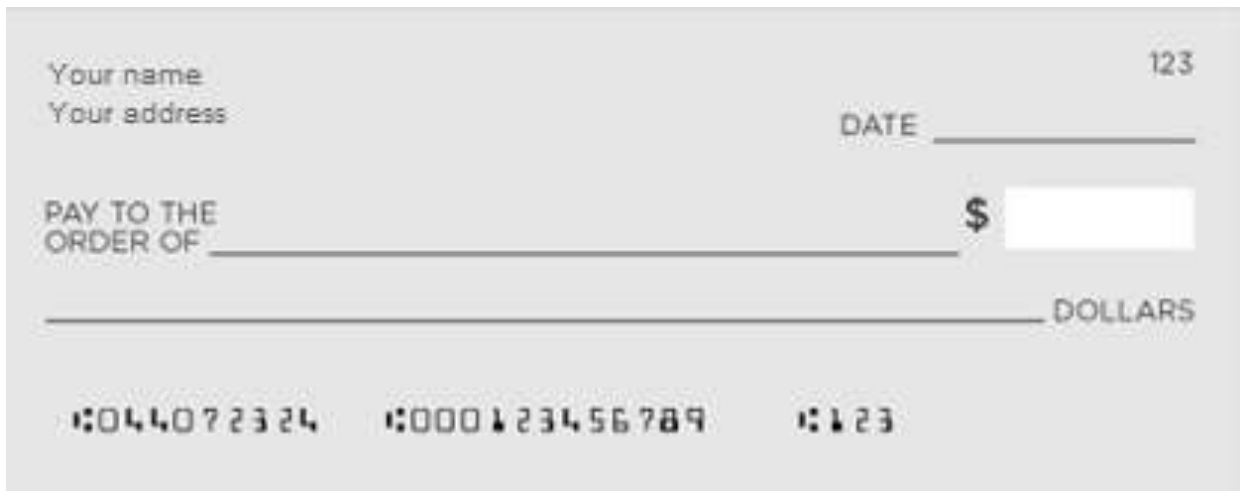 Your name
123
Your address
DATE
PAY TO THE
ORDER OF
$
DOLLARS
⑆044072324 ⑆000123456789 ⑆123